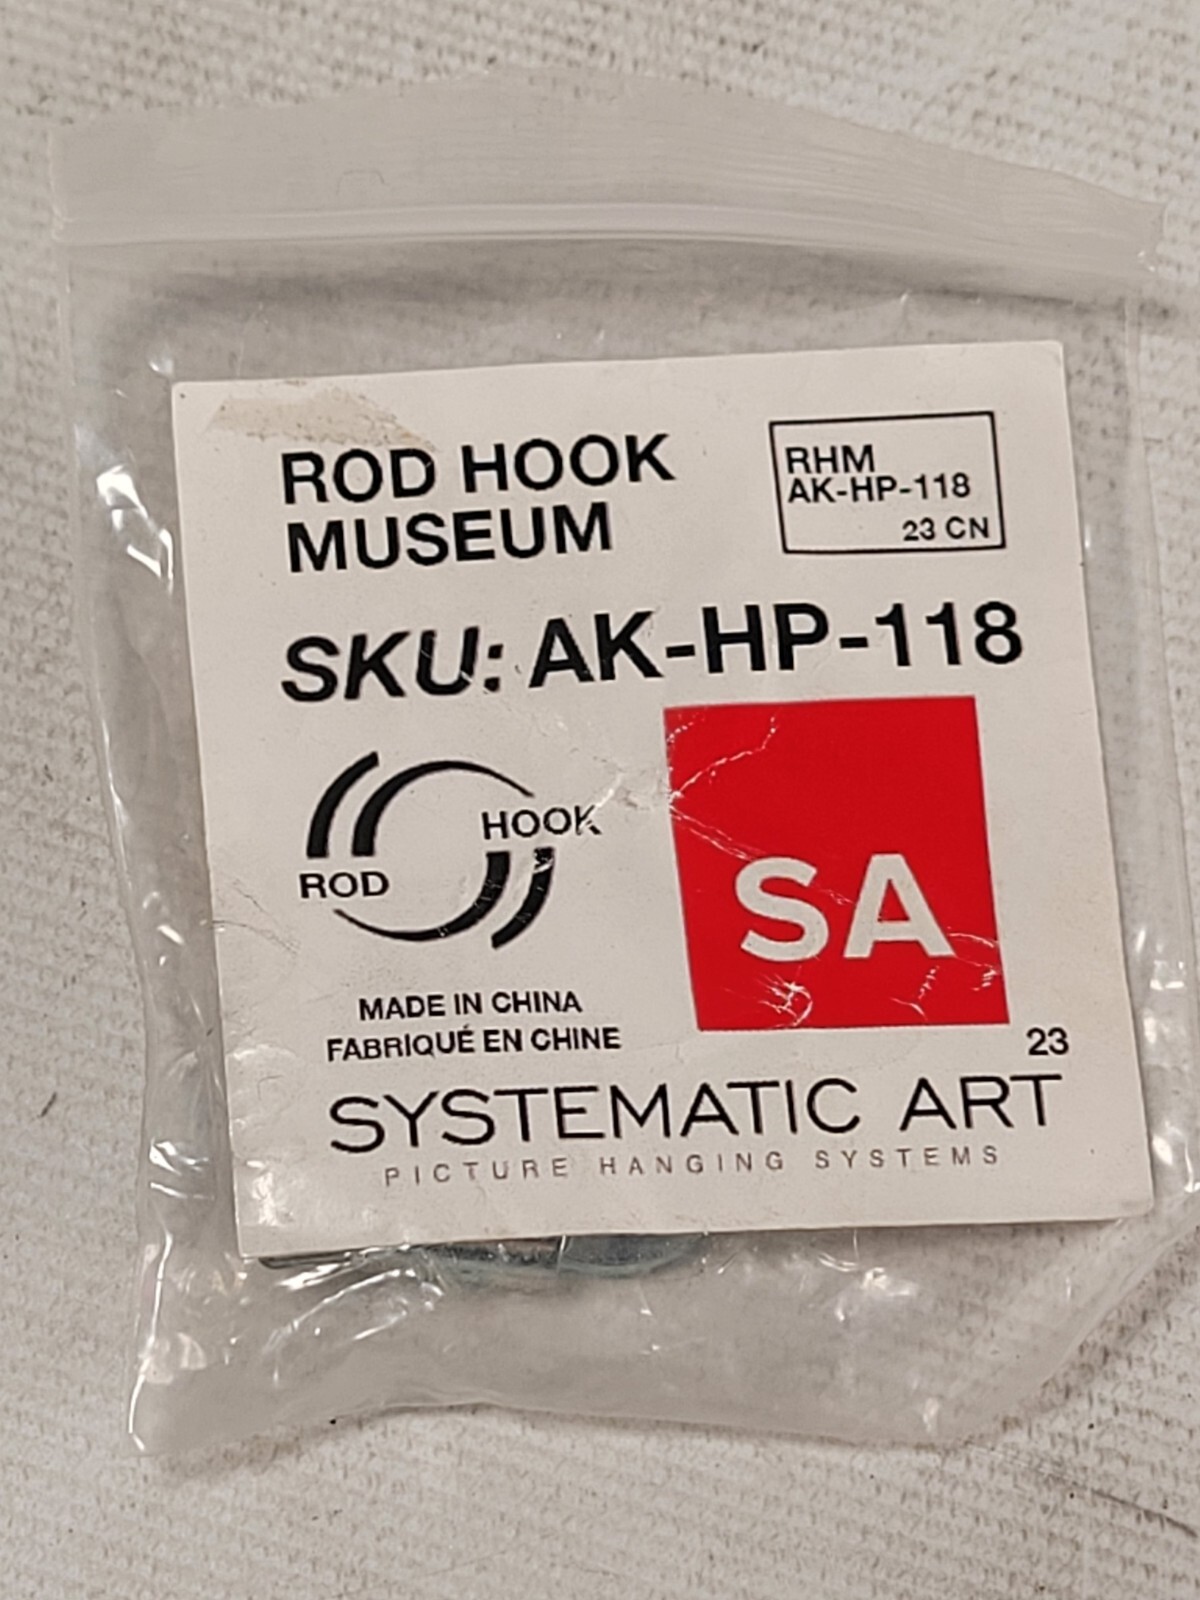 ROD HOOK
MUSEUM
RHM
AK-HP-118
23 CN
SKU: AK-HP-118
HOOK
ROD
SA
MADE IN CHINA
FABRIQUÉ EN CHINE
23
SYSTEMATIC ART
PICTURE HANGING SYSTEMS